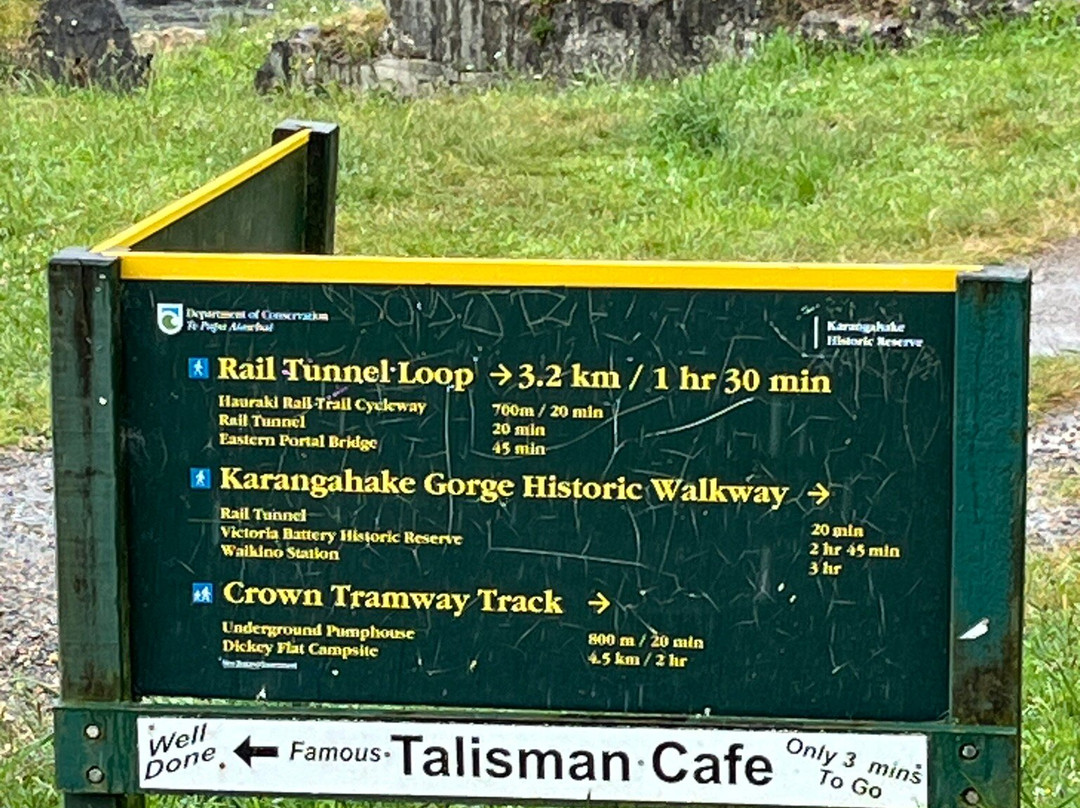 Department of Conservation
Te Papa Atawhai
Karangahake
Historic Reserve
Rail Tunnel Loop → 3.2 km / 1 hr 30 min
Hauraki Rail Trail Cycleway 700m / 20 min
Rail Tunnel 20 min
Eastern Portal Bridge 45 min
Karangahake Gorge Historic Walkway →
Rail Tunnel 20 min
Victoria Battery Historic Reserve 2 hr 45 min
Waikino Station 3 hr
Crown Tramway Track →
Underground Pumphouse 800 m / 20 min
Dickey Flat Campsite 4.5 km / 2 hr
New Zealand Government
Well Done. ← Famous Talisman Cafe Only 3 mins To Go